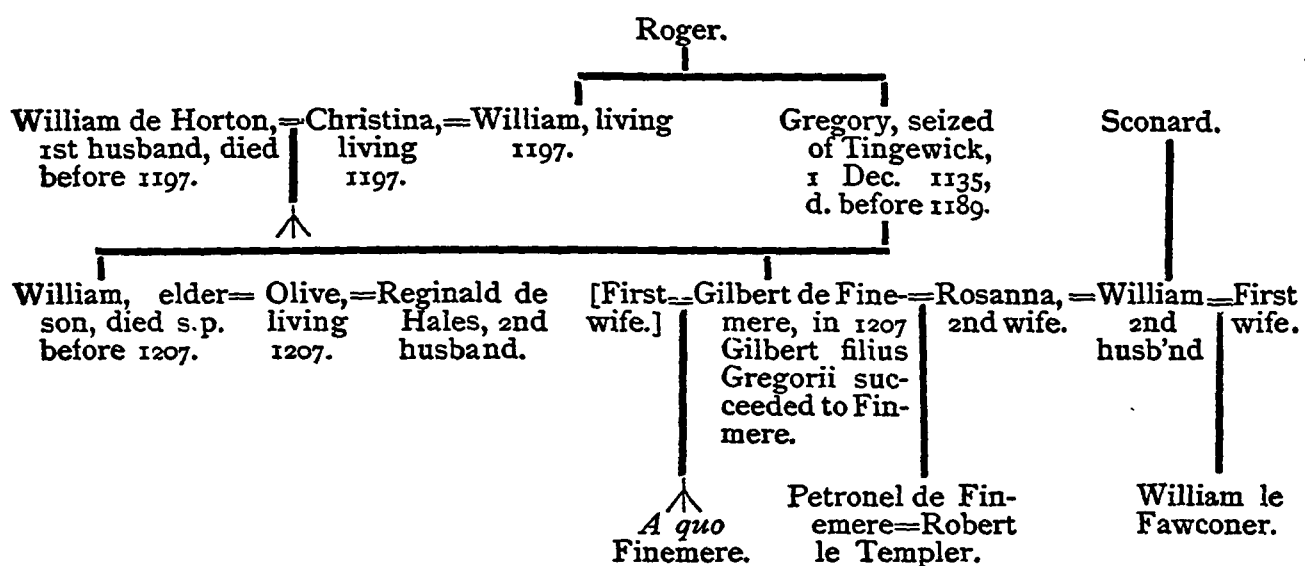 Roger.
William de Horton,=Christina,=William, living
1st husband, died
before 1197.
living
1197.
1197.
Gregory, seized
of Tingewick,
1 Dec. 1135,
d. before 1189.
Sconard.
William, elder=
son, died s.p.
before 1207.
Olive,=Reginald de
living
1207.
Hales, 2nd
husband.
[First=
wife.]
Gilbert de Fine-
mere, in 1207
Gilbert filius
Gregorii suc-
ceeded to Fin-
mere.
=Rosanna,
2nd wife.
=William=
2nd
husb'nd
First
wife.
A quo
Finemere.
Petronel de Fin-
emere=Robert
le Templer.
William le
Fawconer.